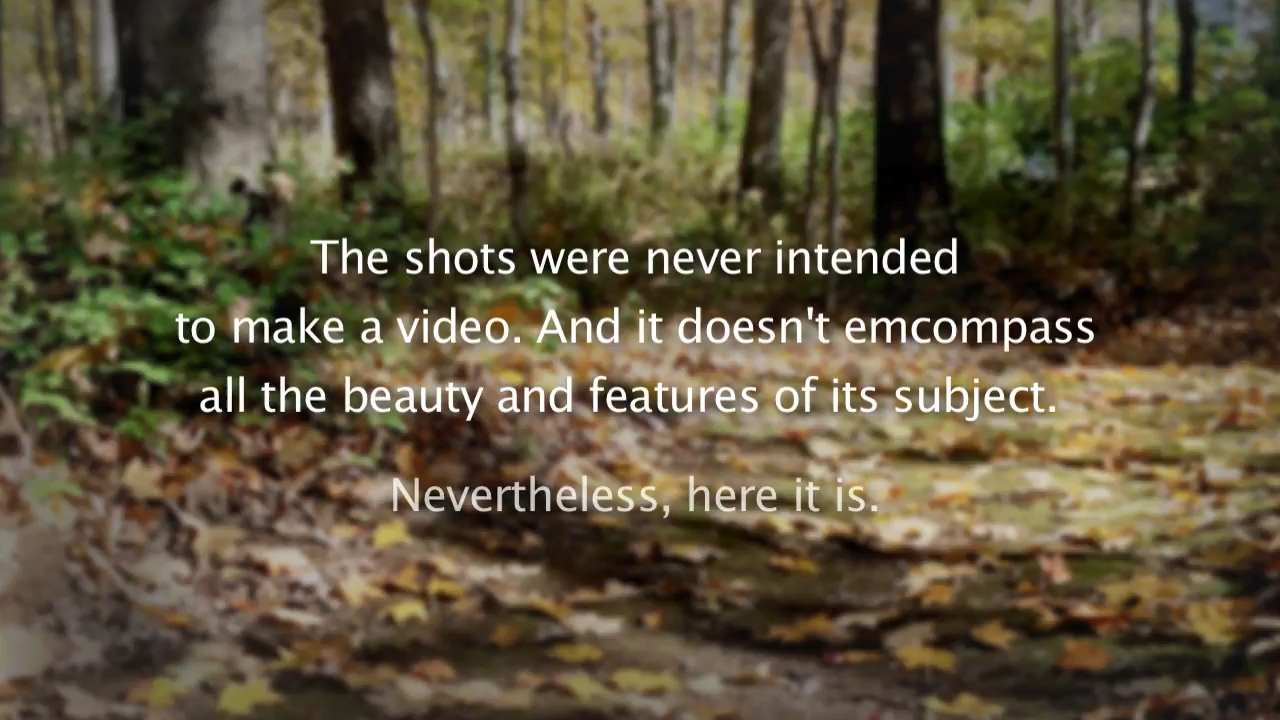 The shots were never intended
to make a video. And it doesn't emcompass
all the beauty and features of its subject.
Nevertheless, here it is.